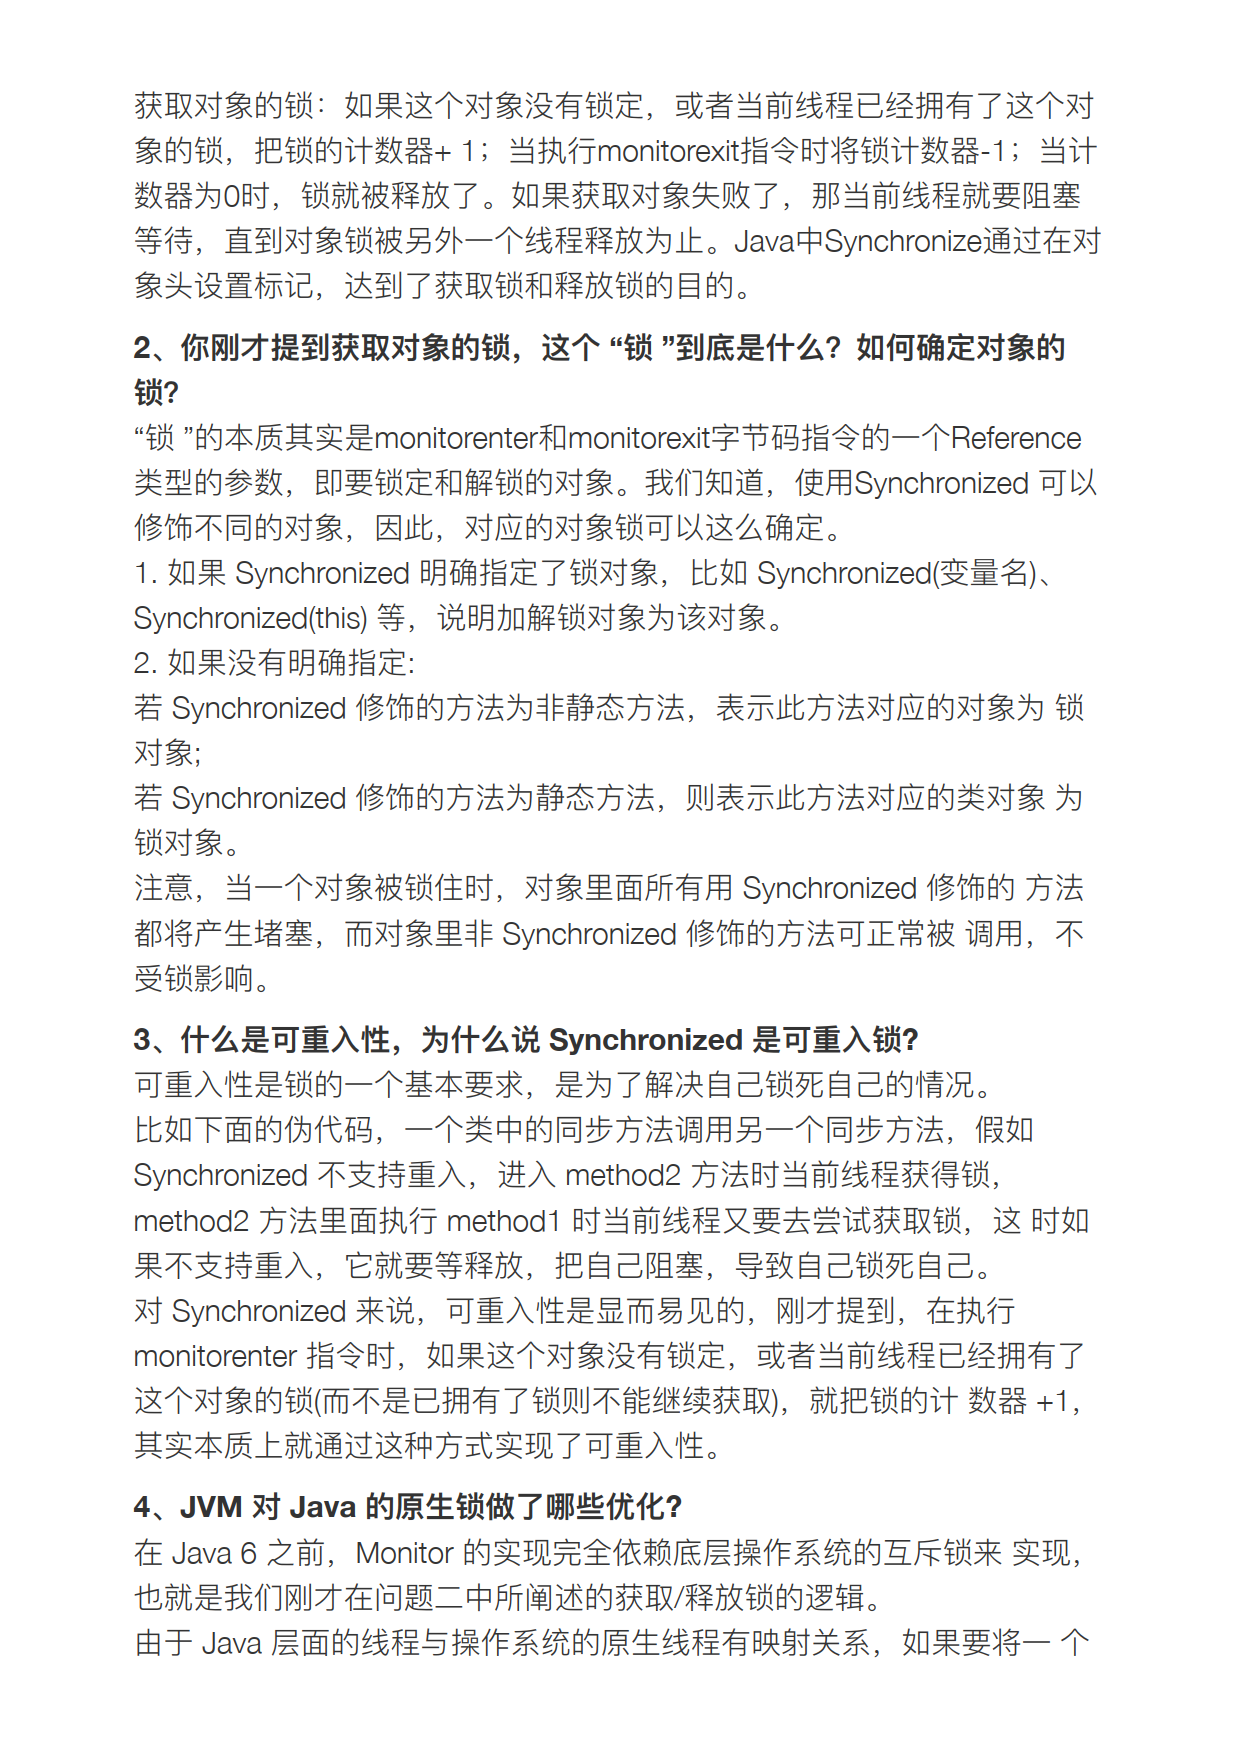 获取对象的锁：如果这个对象没有锁定，或者当前线程已经拥有了这个对
象的锁，把锁的计数器+ 1；当执行monitorexit指令时将锁计数器-1；当计
数器为0时，锁就被释放了。如果获取对象失败了，那当前线程就要阻塞
等待，直到对象锁被另外一个线程释放为止。Java中Synchronize通过在对
象头设置标记，达到了获取锁和释放锁的目的。
2、你刚才提到获取对象的锁，这个 “锁 ”到底是什么？如何确定对象的
锁?
“锁 ”的本质其实是monitorenter和monitorexit字节码指令的一个Reference
类型的参数，即要锁定和解锁的对象。我们知道，使用Synchronized 可以
修饰不同的对象，因此，对应的对象锁可以这么确定。
1. 如果 Synchronized 明确指定了锁对象，比如 Synchronized(变量名)、
Synchronized(this) 等，说明加解锁对象为该对象。
2. 如果没有明确指定:
若 Synchronized 修饰的方法为非静态方法，表示此方法对应的对象为 锁
对象;
若 Synchronized 修饰的方法为静态方法，则表示此方法对应的类对象 为
锁对象。
注意，当一个对象被锁住时，对象里面所有用 Synchronized 修饰的 方法
都将产生堵塞，而对象里非 Synchronized 修饰的方法可正常被 调用，不
受锁影响。
3、什么是可重入性，为什么说 Synchronized 是可重入锁?
可重入性是锁的一个基本要求，是为了解决自己锁死自己的情况。
比如下面的伪代码，一个类中的同步方法调用另一个同步方法，假如
Synchronized 不支持重入，进入 method2 方法时当前线程获得锁，
method2 方法里面执行 method1 时当前线程又要去尝试获取锁，这 时如
果不支持重入，它就要等释放，把自己阻塞，导致自己锁死自己。
对 Synchronized 来说，可重入性是显而易见的，刚才提到，在执行
monitorenter 指令时，如果这个对象没有锁定，或者当前线程已经拥有了
这个对象的锁(而不是已拥有了锁则不能继续获取)，就把锁的计 数器 +1，
其实本质上就通过这种方式实现了可重入性。
4、JVM 对 Java 的原生锁做了哪些优化?
在 Java 6 之前，Monitor 的实现完全依赖底层操作系统的互斥锁来 实现，
也就是我们刚才在问题二中所阐述的获取/释放锁的逻辑。
由于 Java 层面的线程与操作系统的原生线程有映射关系，如果要将一 个